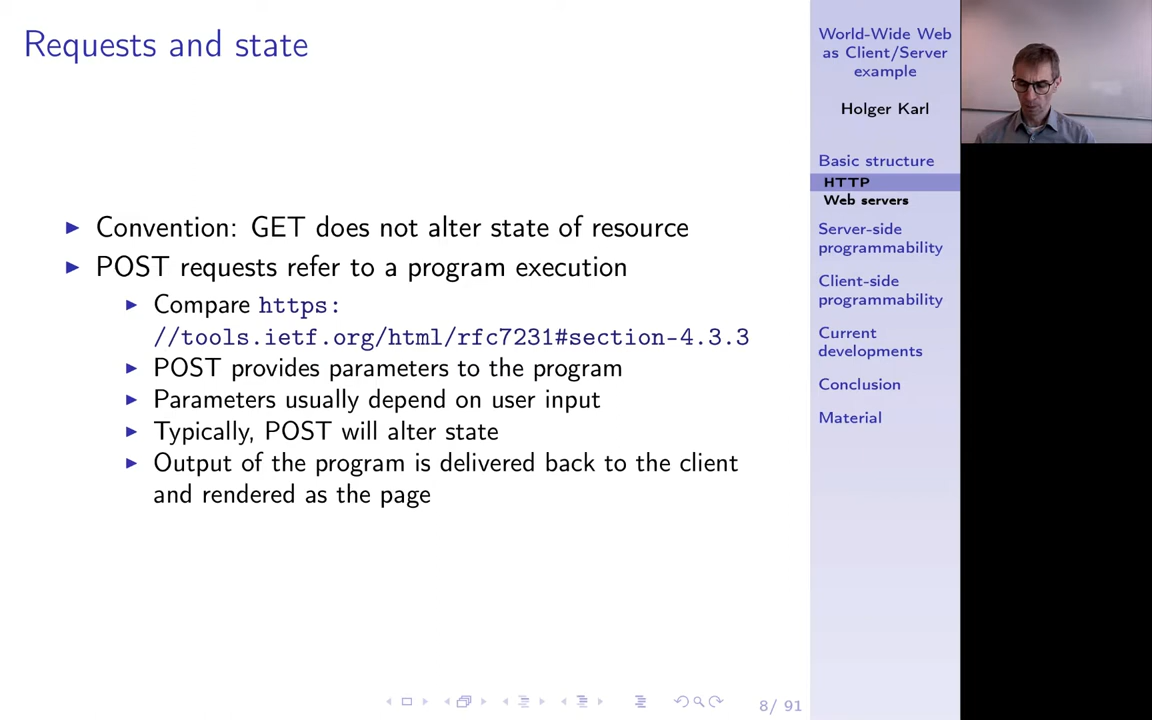 Requests and state
Convention: GET does not alter state of resource
POST requests refer to a program execution
Compare https:
//tools.ietf.org/html/rfc7231#section-4.3.3
POST provides parameters to the program
Parameters usually depend on user input
Typically, POST will alter state
Output of the program is delivered back to the client
and rendered as the page
World-Wide Web
as Client/Server
example
Holger Karl
Basic structure
HTTP
Web servers
Server-side
programmability
Client-side
programmability
Current
developments
Conclusion
Material
8/ 91